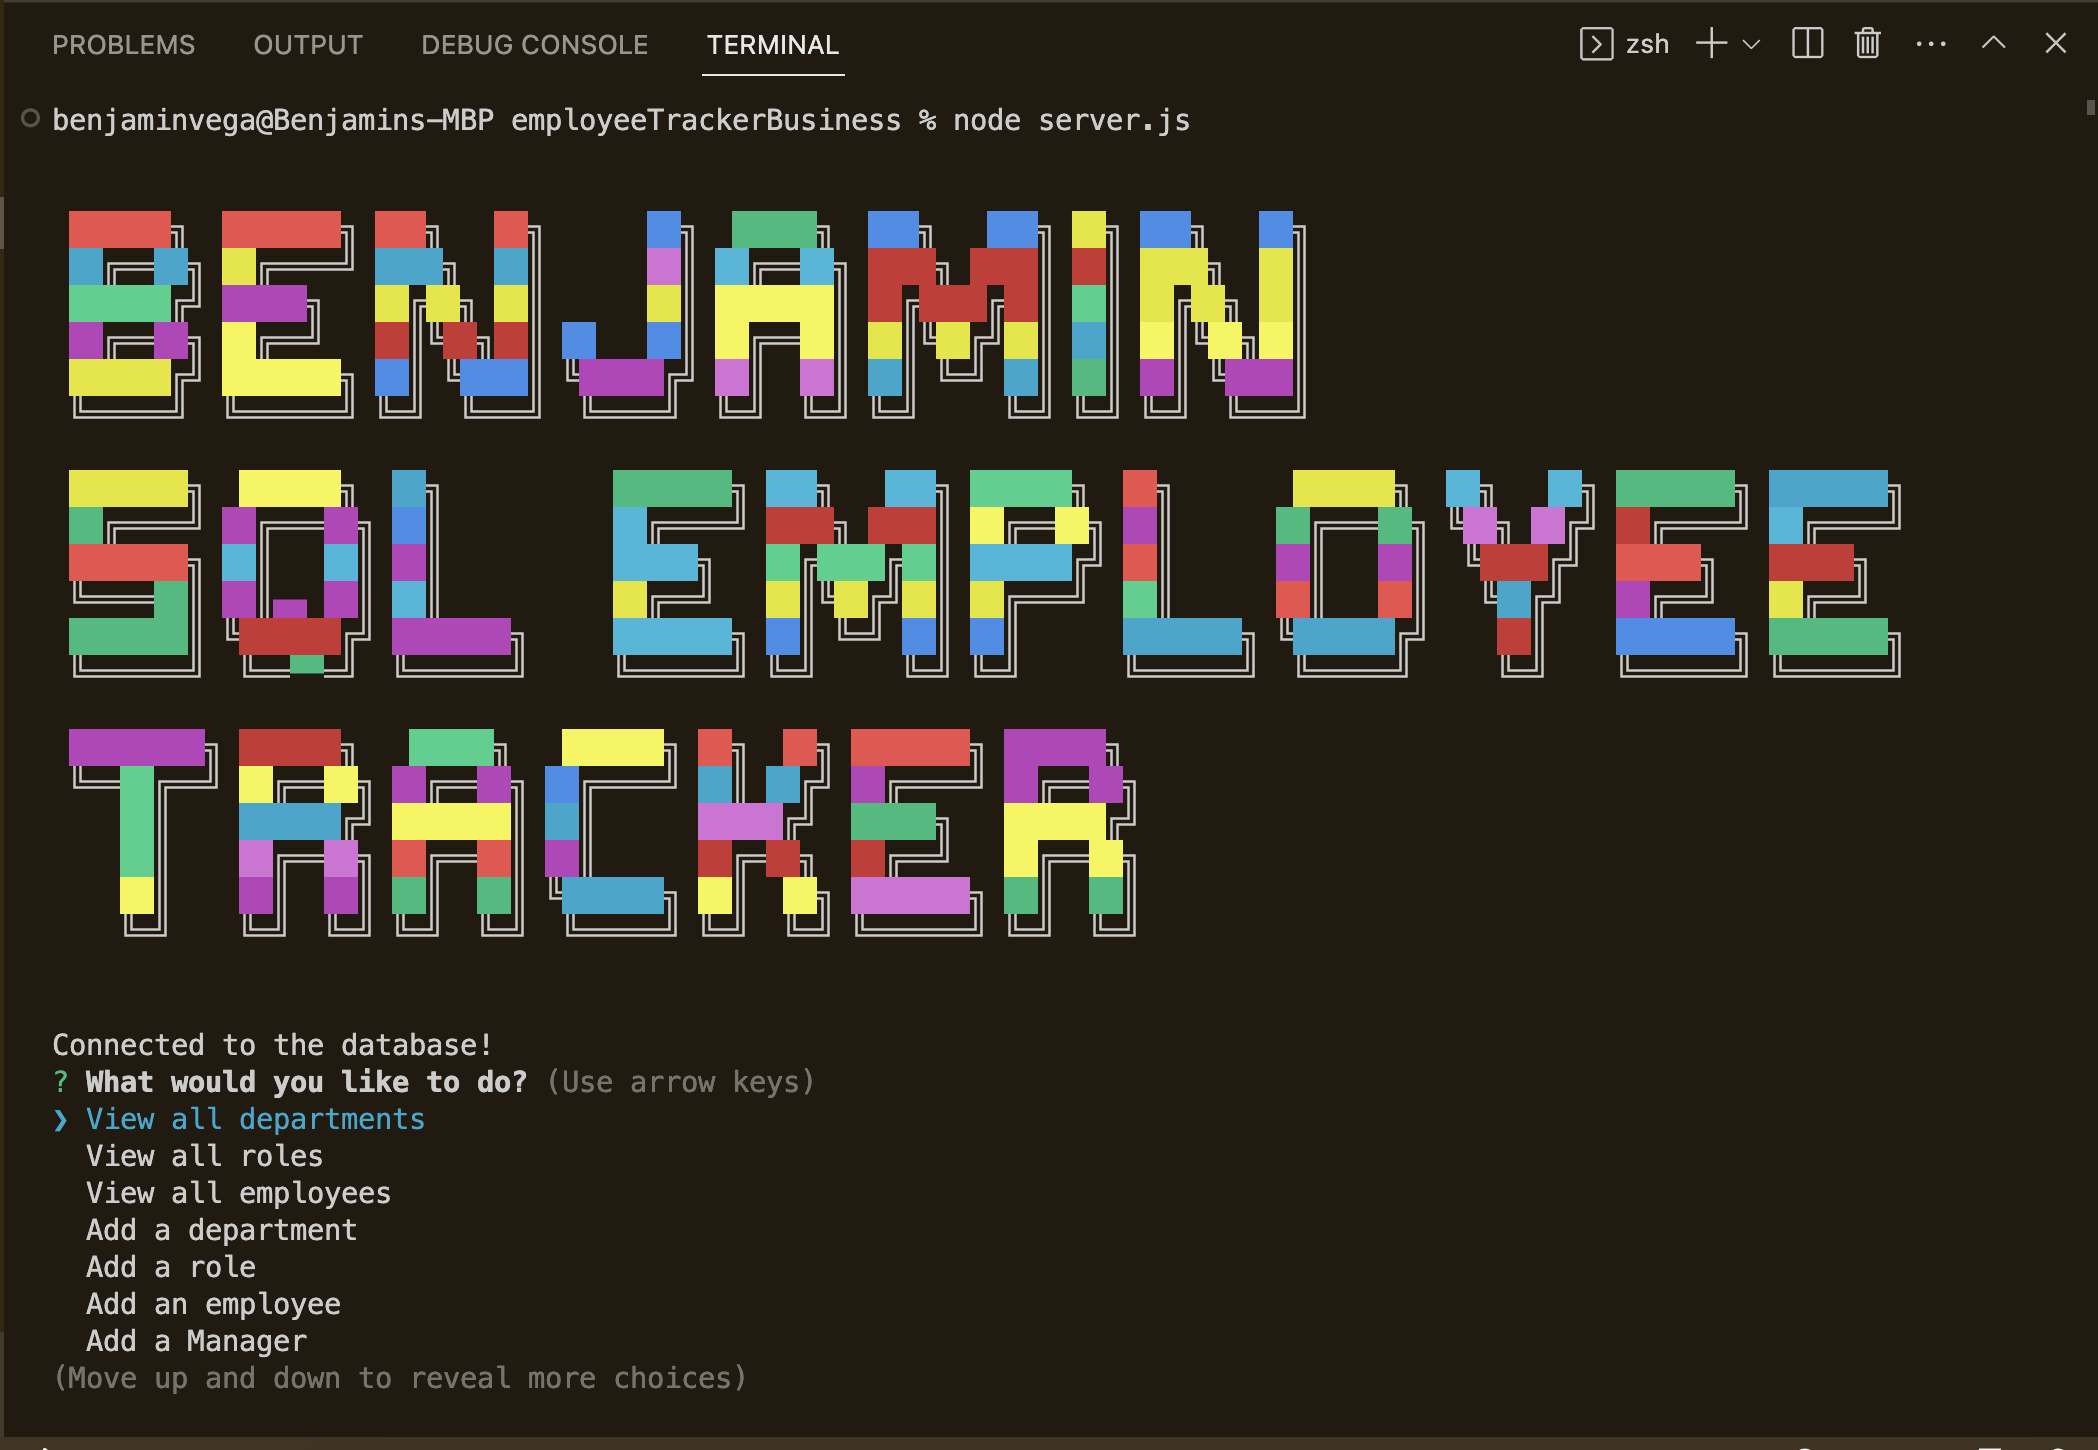 PROBLEMS OUTPUT DEBUG CONSOLE TERMINAL zsh
benjaminvega@Benjamins-MBP employeeTrackerBusiness % node server.js
BENJAMIN
SQL EMPLOYEE
TRACKER
Connected to the database!
? What would you like to do? (Use arrow keys)
❯ View all departments
View all roles
View all employees
Add a department
Add a role
Add an employee
Add a Manager
(Move up and down to reveal more choices)